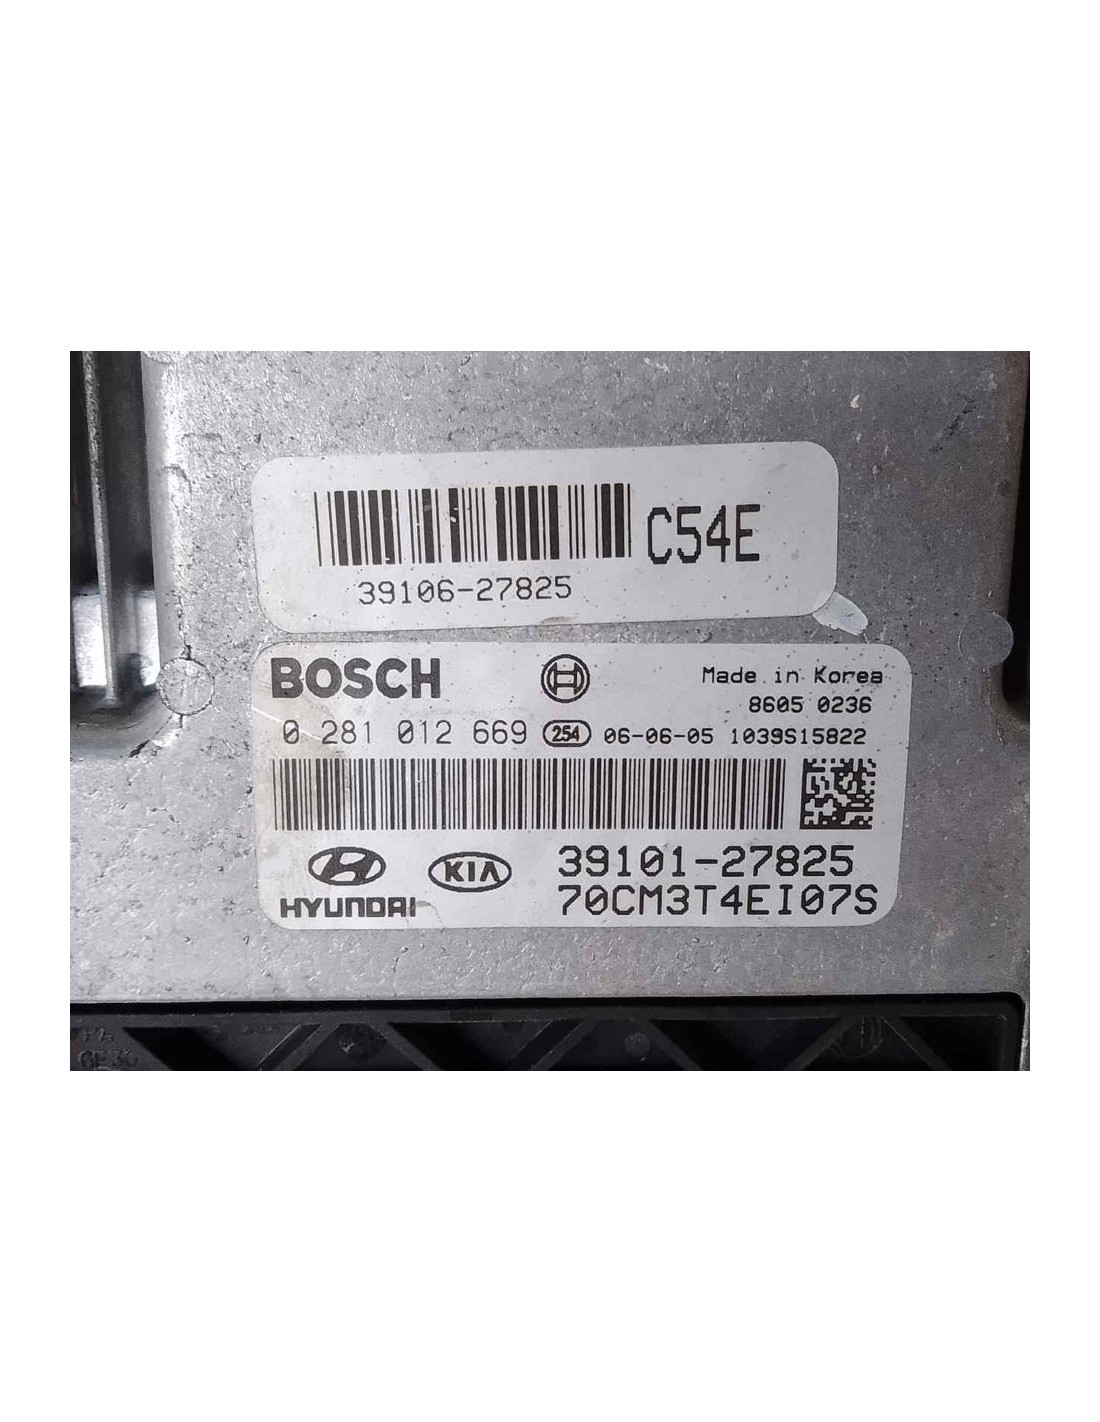 C54E
39106-27825
BOSCH
Made in Korea
8605 0236
0 281 012 669 254 06-06-05 1039S15822
HYUNDAI KIA
39101-27825
70CM3T4EI07S